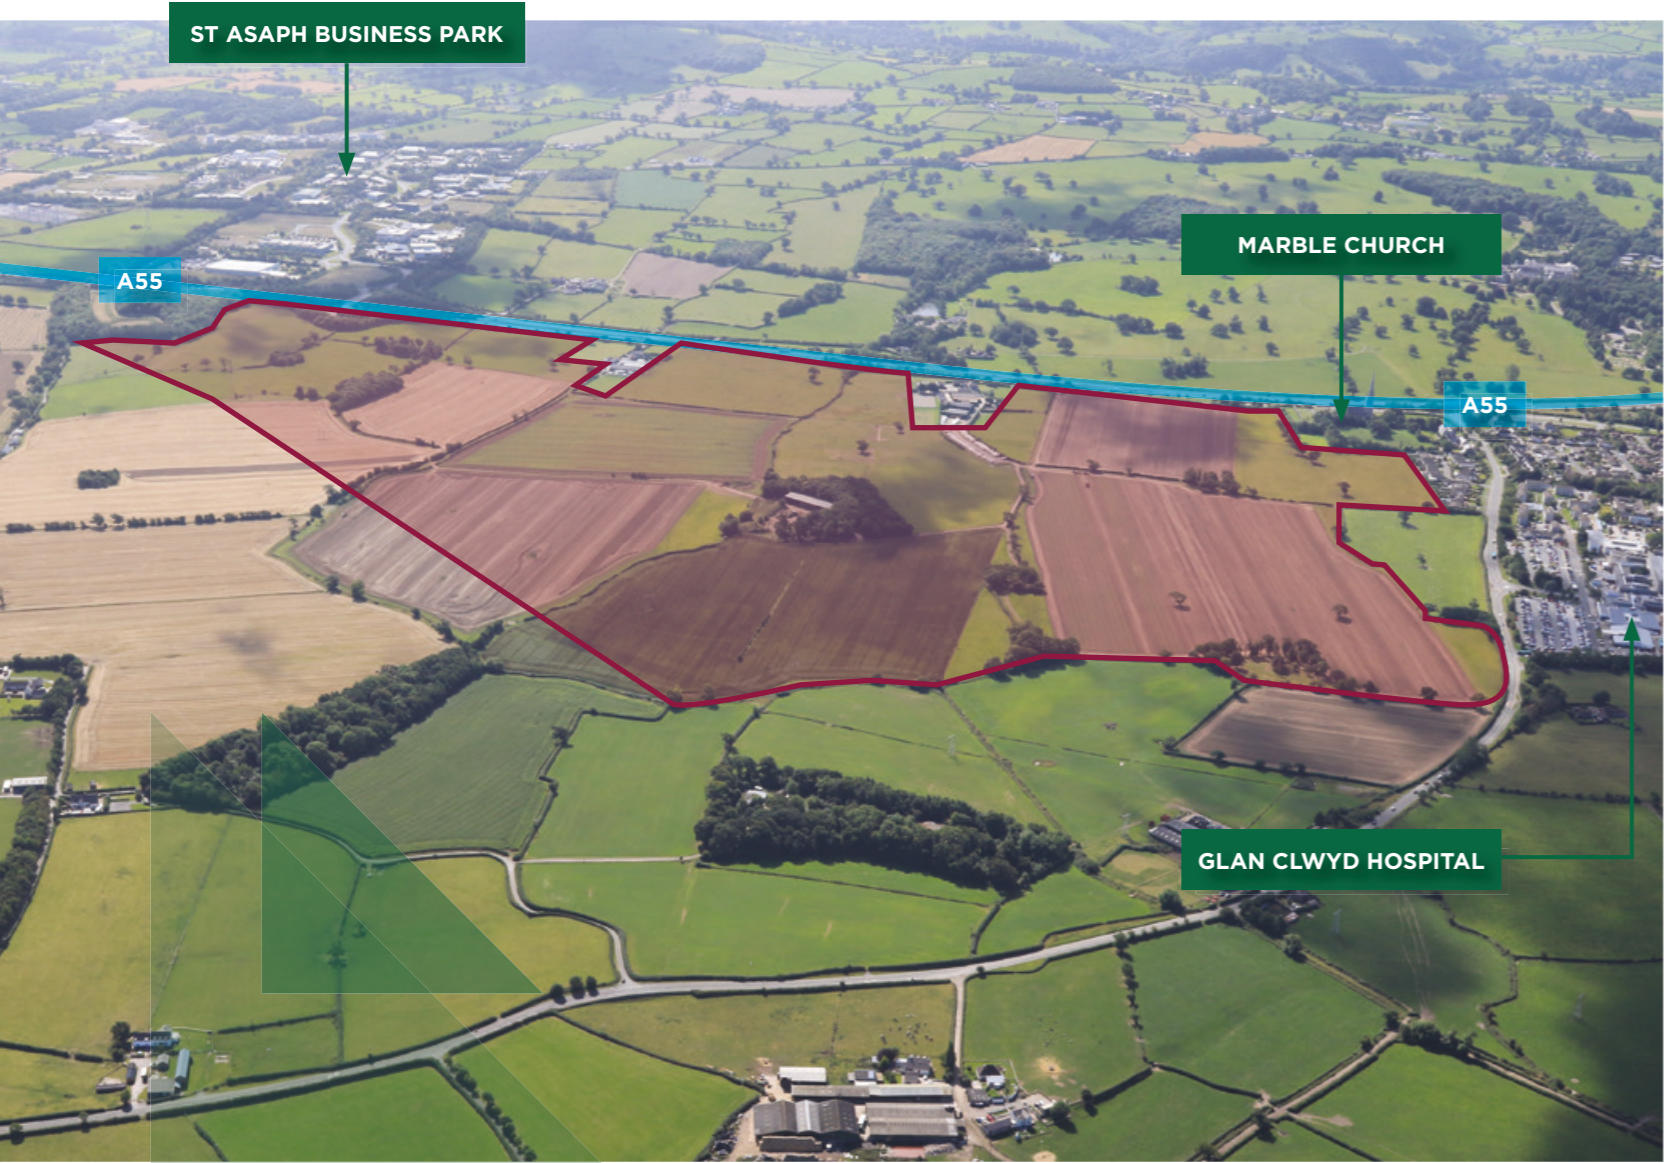 ST ASAPH BUSINESS PARK
MARBLE CHURCH
A55
A55
GLAN CLWYD HOSPITAL